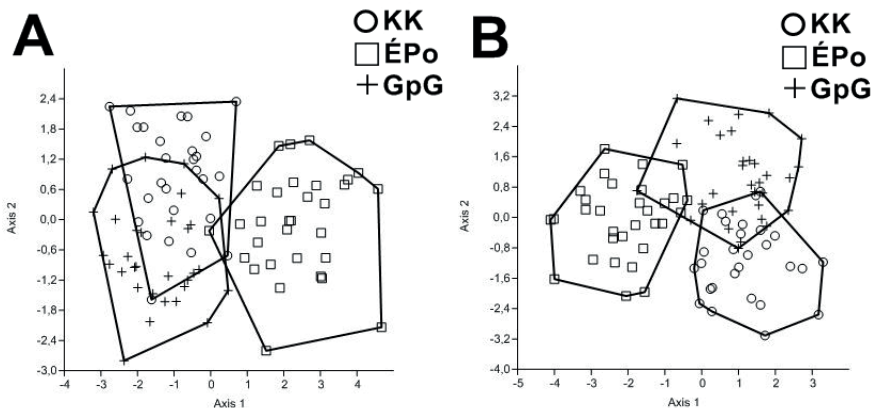 A
KK
ÉPo
GpG
2,4
1,8
1,2
0,6
0,0
-0,6
-1,2
-1,8
-2,4
-3,0
Axis 2
-4 -3 -2 -1 0 1 2 3 4
Axis 1
B
KK
ÉPo
GpG
3,2
2,4
1,6
0,8
0,0
-0,8
-1,6
-2,4
-3,2
-4,0
Axis 2
-5 -4 -3 -2 -1 0 1 2 3
Axis 1